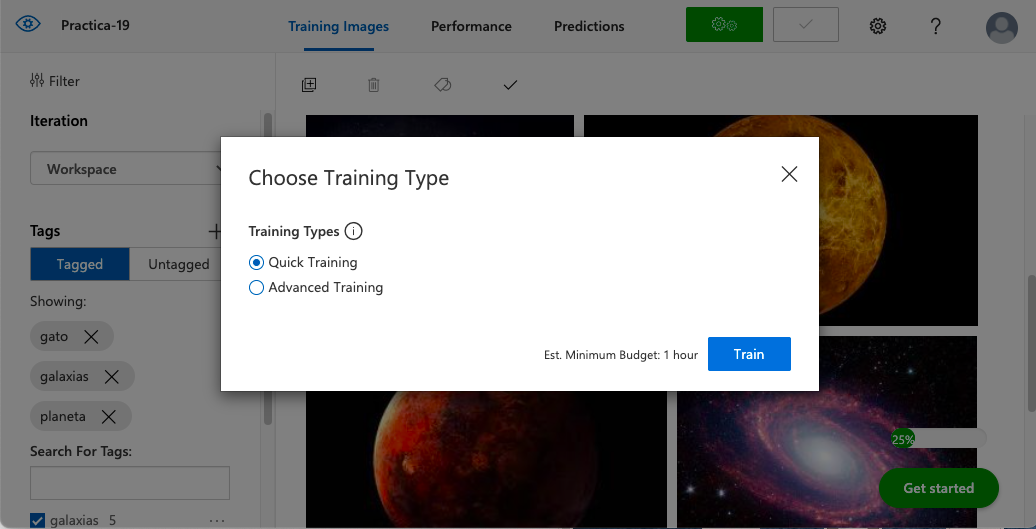 Practica-19
Training Images
Performance
Predictions
?
Filter
Iteration
Workspace
Tags
Tagged
Untagged
Showing:
gato
galaxias
planeta
Search For Tags:
galaxias 5
...
Choose Training Type
Training Types
Quick Training
Advanced Training
Est. Minimum Budget: 1 hour
Train
25%
Get started